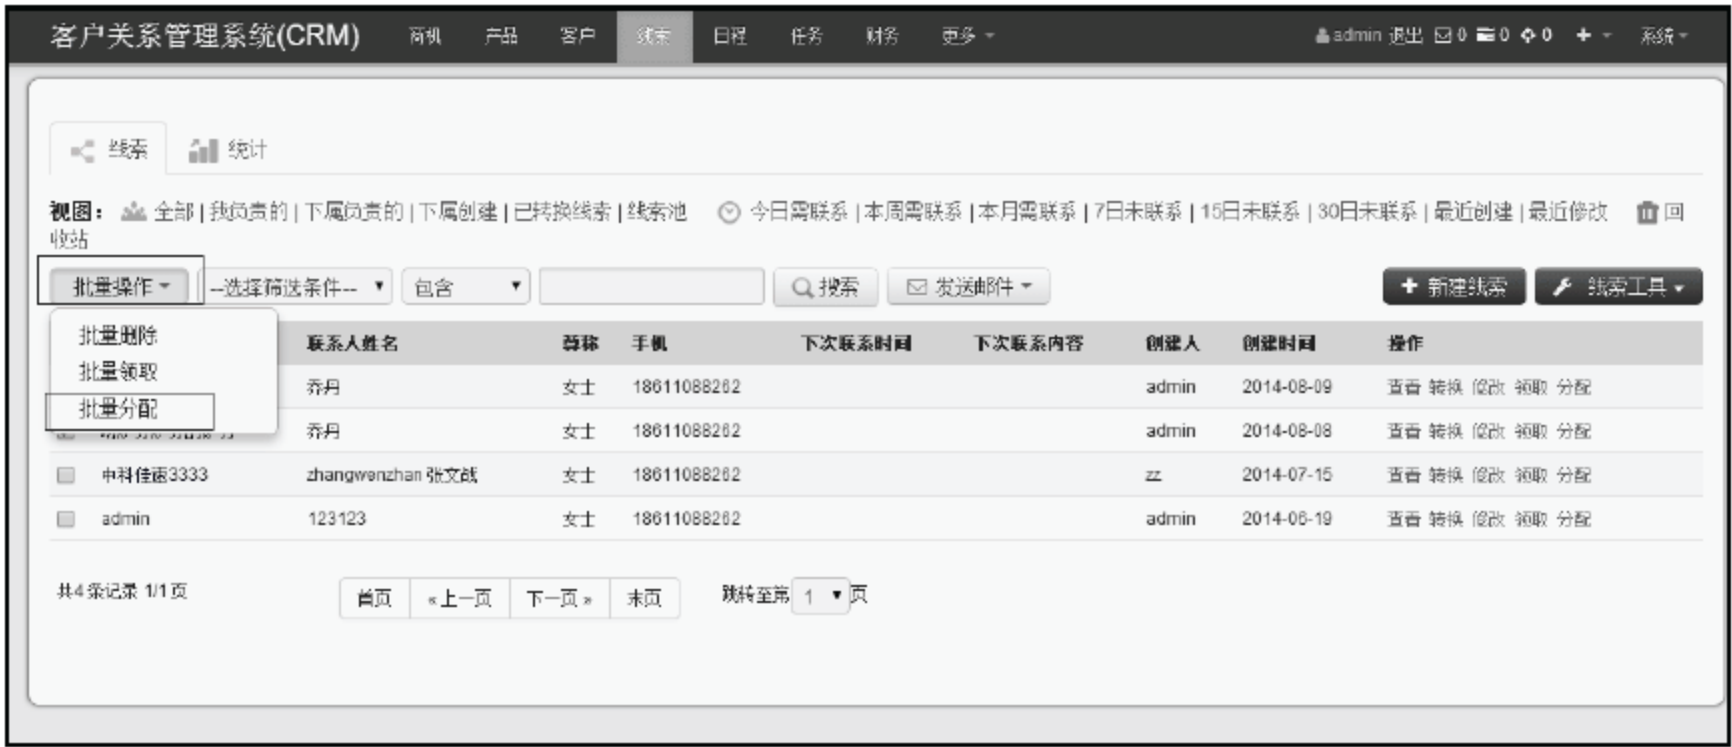 客户关系管理系统(CRM) 商机 产品 客户 线索 日程 任务 财务 更多 admin 退出 0 0 0 系统
线索 统计
视图: 全部 | 我负责的 | 下属负责的 | 下属创建 | 已转换线索 | 线索池 今日需联系 | 本周需联系 | 本月需联系 | 7日未联系 | 15日未联系 | 30日未联系 | 最近创建 | 最近修改 回
收站
批量操作 --选择筛选条件-- 包含 搜索 发送邮件 新建线索 线索工具
批量删除
批量领取
批量分配
联系人姓名 尊称 手机 下次联系时间 下次联系内容 创建人 创建时间 操作
乔丹 女士 18611088262 admin 2014-08-09 查看 转换 修改 领取 分配
乔丹 女士 18611088262 admin 2014-08-08 查看 转换 修改 领取 分配
中科佳速3333 zhangwenzhan 张文战 女士 18611088262 zz 2014-07-15 查看 转换 修改 领取 分配
admin 123123 女士 18611088262 admin 2014-06-19 查看 转换 修改 领取 分配
共4 条记录 1/1 页 首页 «上一页 下一页» 末页 跳转至第 1 页